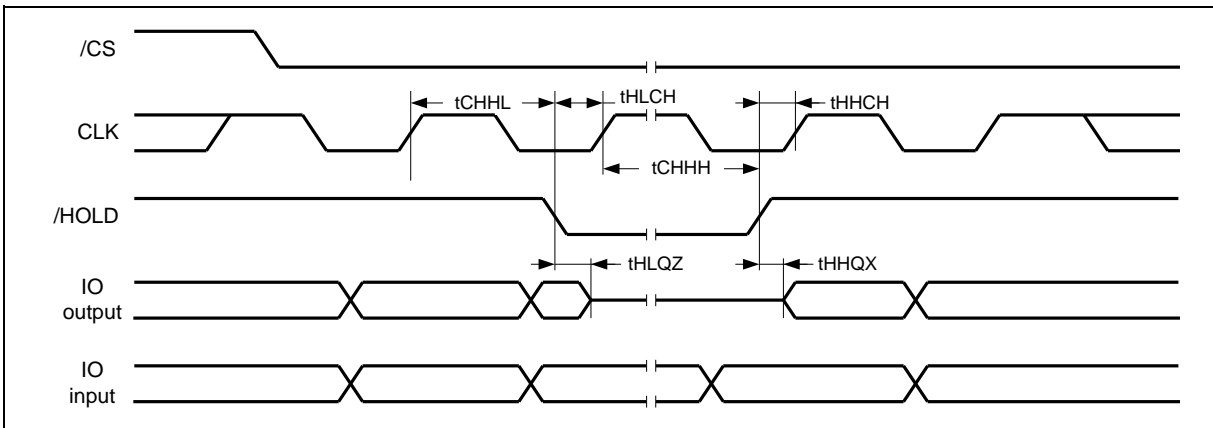 /CS
tCHHL
tHLCH
tHHCH
CLK
tCHHH
/HOLD
tHLQZ
tHHQX
IO
output
IO
input